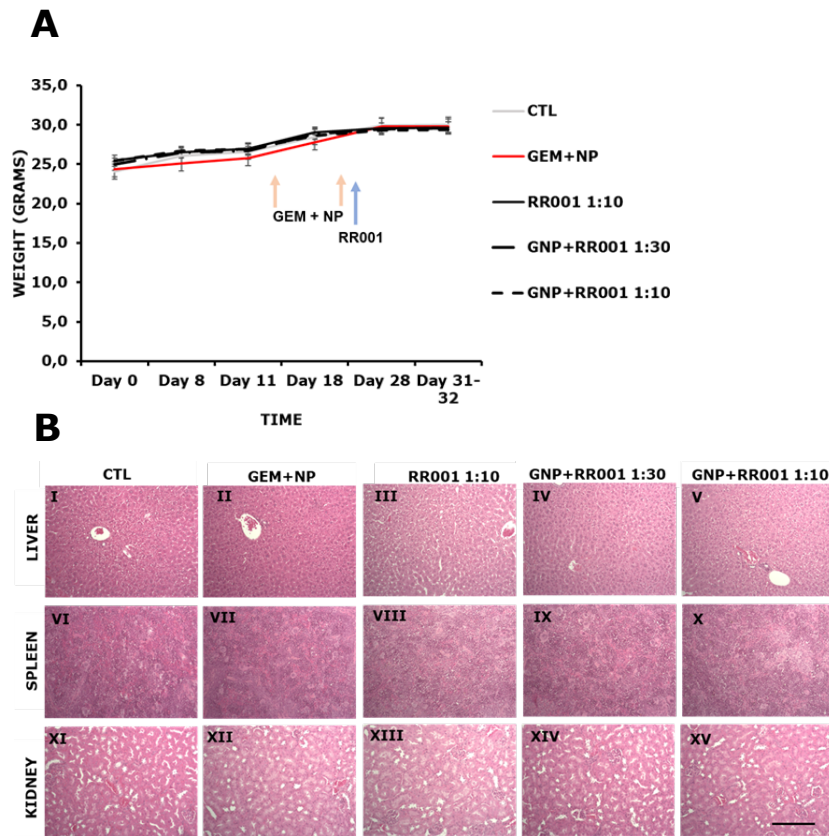 A
35,0
30,0
25,0
20,0
15,0
10,0
5,0
0,0
WEIGHT (GRAMS)
Day 0 Day 8 Day 11 Day 18 Day 28 Day 31-
32
TIME
GEM + NP
RR001
CTL
GEM+NP
RR001 1:10
GNP+RR001 1:30
GNP+RR001 1:10
B
CTL GEM+NP RR001 1:10 GNP+RR001 1:30 GNP+RR001 1:10
LIVER
I II III IV V
SPLEEN
VI VII VIII IX X
KIDNEY
XI XII XIII XIV XV